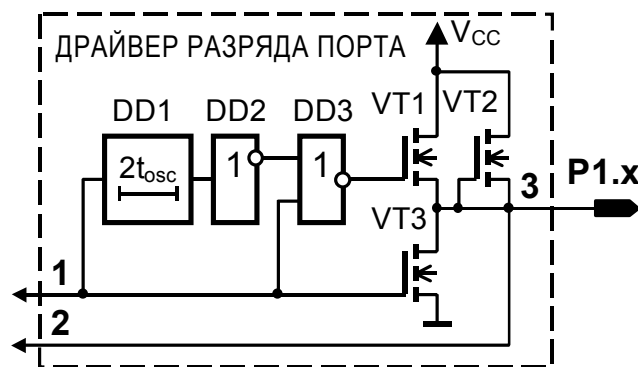 ДРАЙВЕР РАЗРЯДА ПОРТА
VCC
DD1 DD2 DD3 VT1 VT2
2tosc 1 1
3 P1.x
VT3
1
2